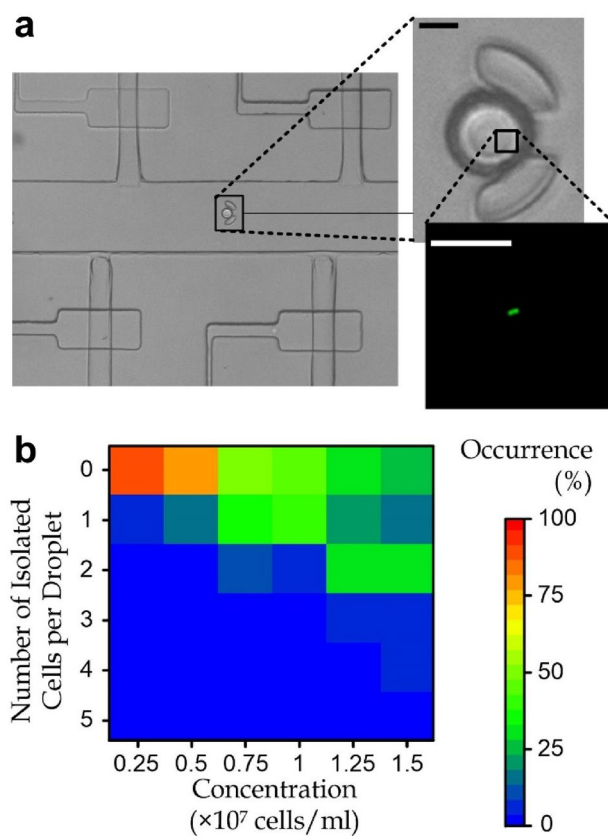 a
b
Occurrence
(%)
0
1
2
3
4
5
Number of Isolated
Cells per Droplet
0.25 0.5 0.75 1 1.25 1.5
Concentration
(×10⁷ cells/ml)
100
75
50
25
0